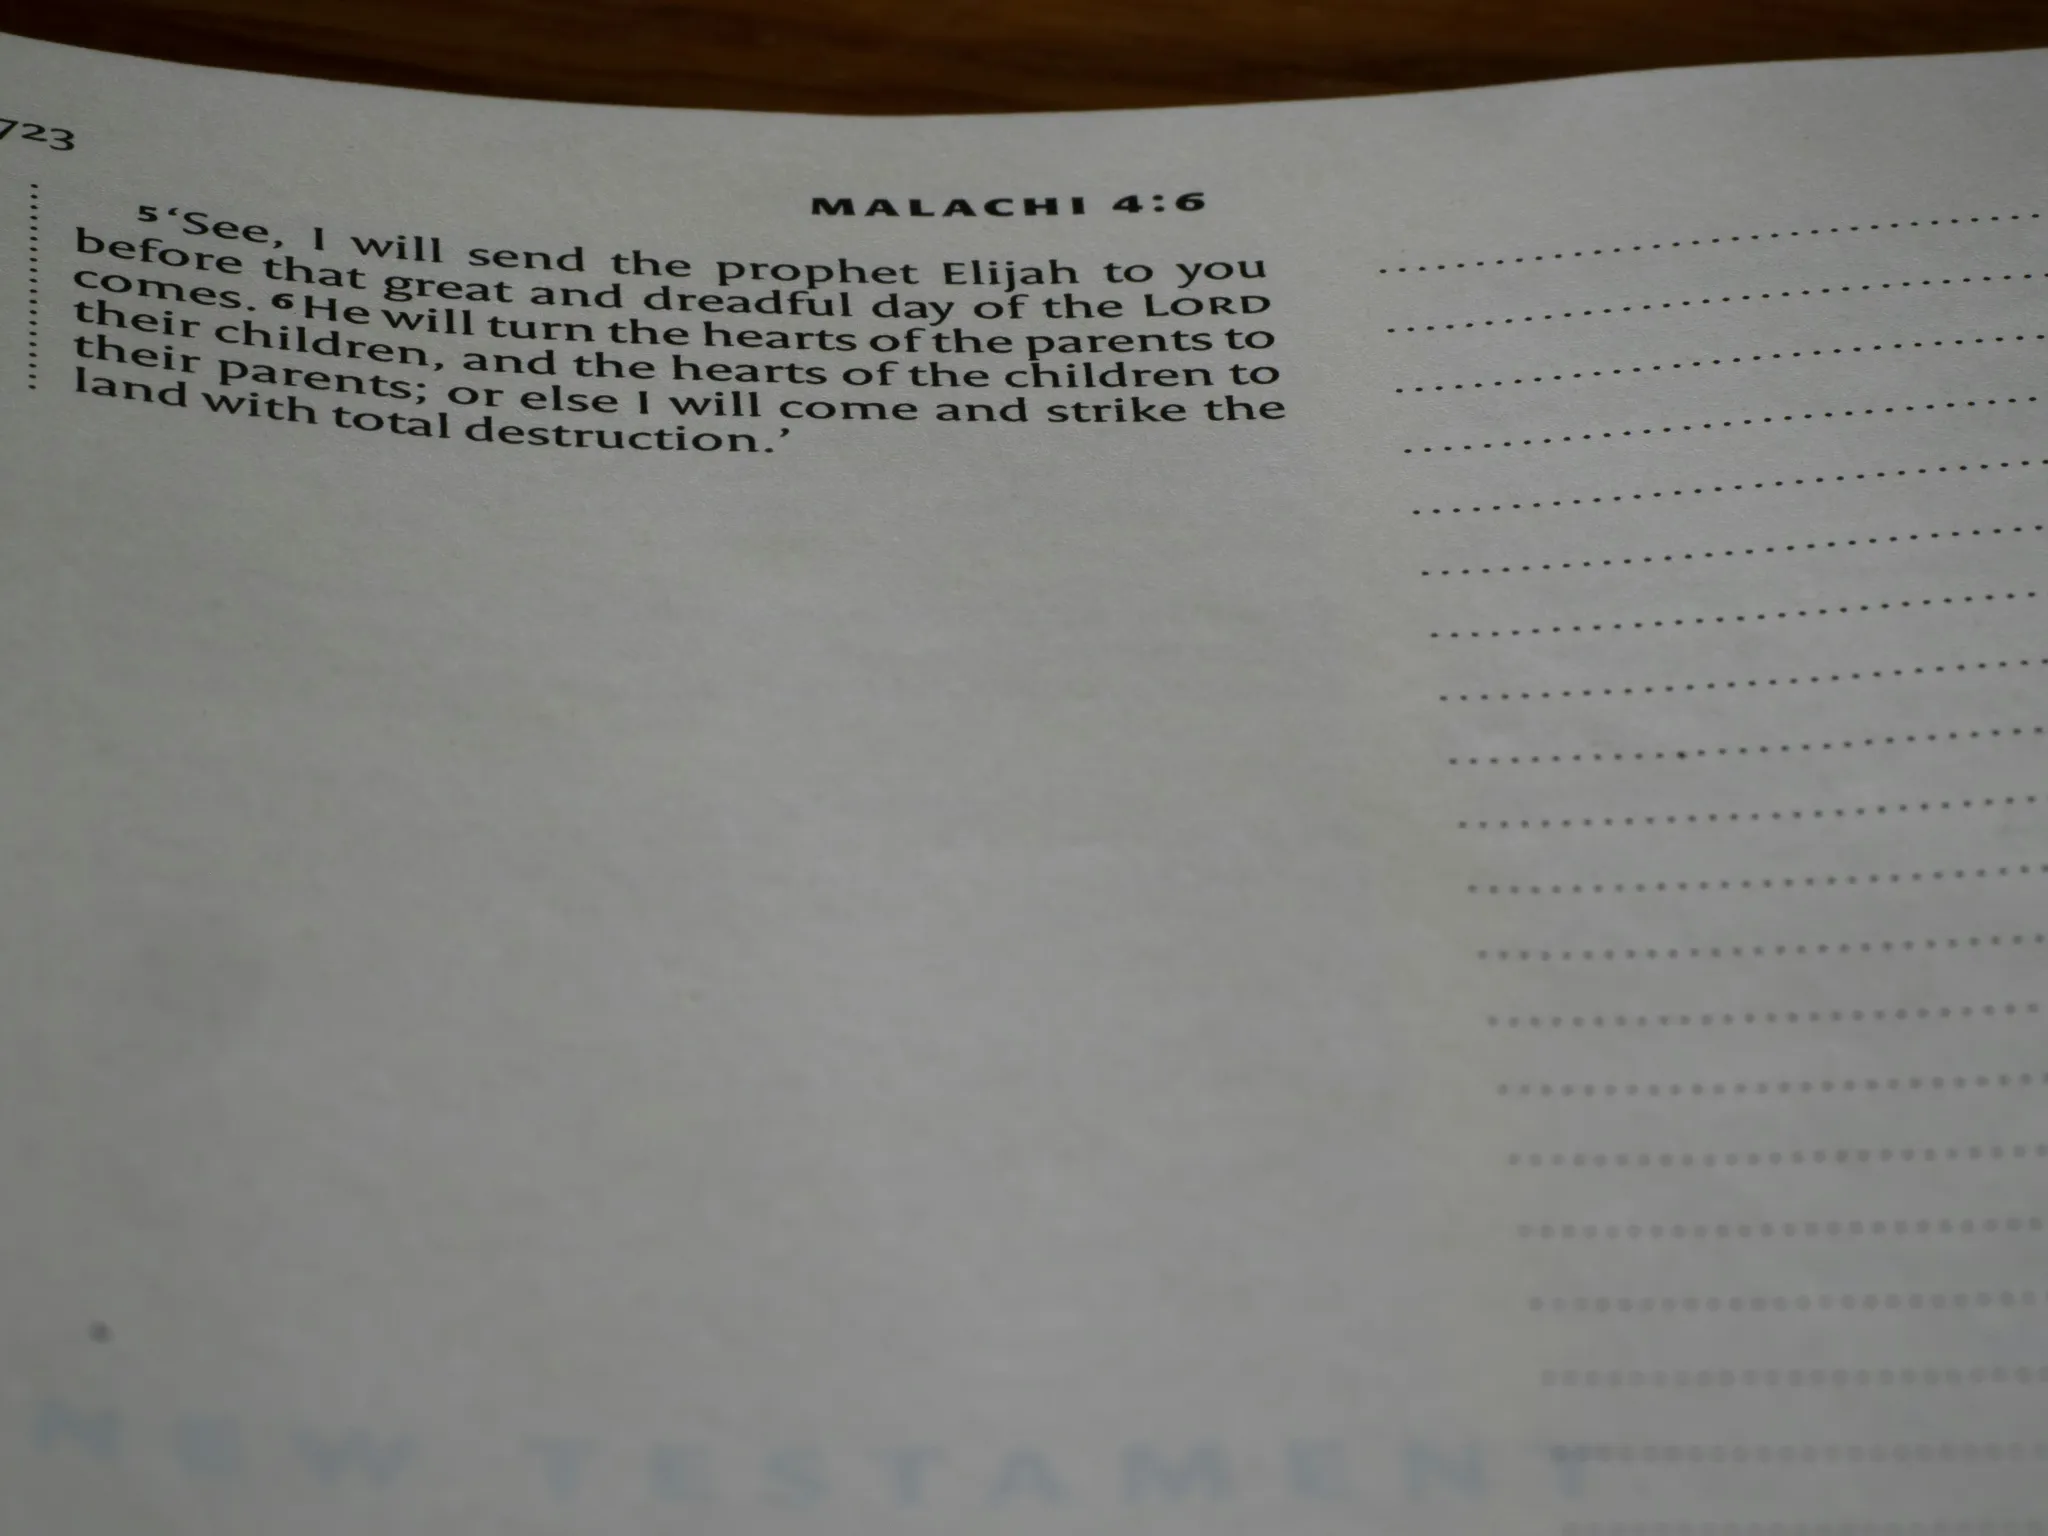 723
MALACHI 4:6
5 ‘See, I will send the prophet Elijah to you
before that great and dreadful day of the LORD
comes. 6 He will turn the hearts of the parents to
their children, and the hearts of the children to
their parents; or else I will come and strike the
land with total destruction.’
NEW TESTAMENT